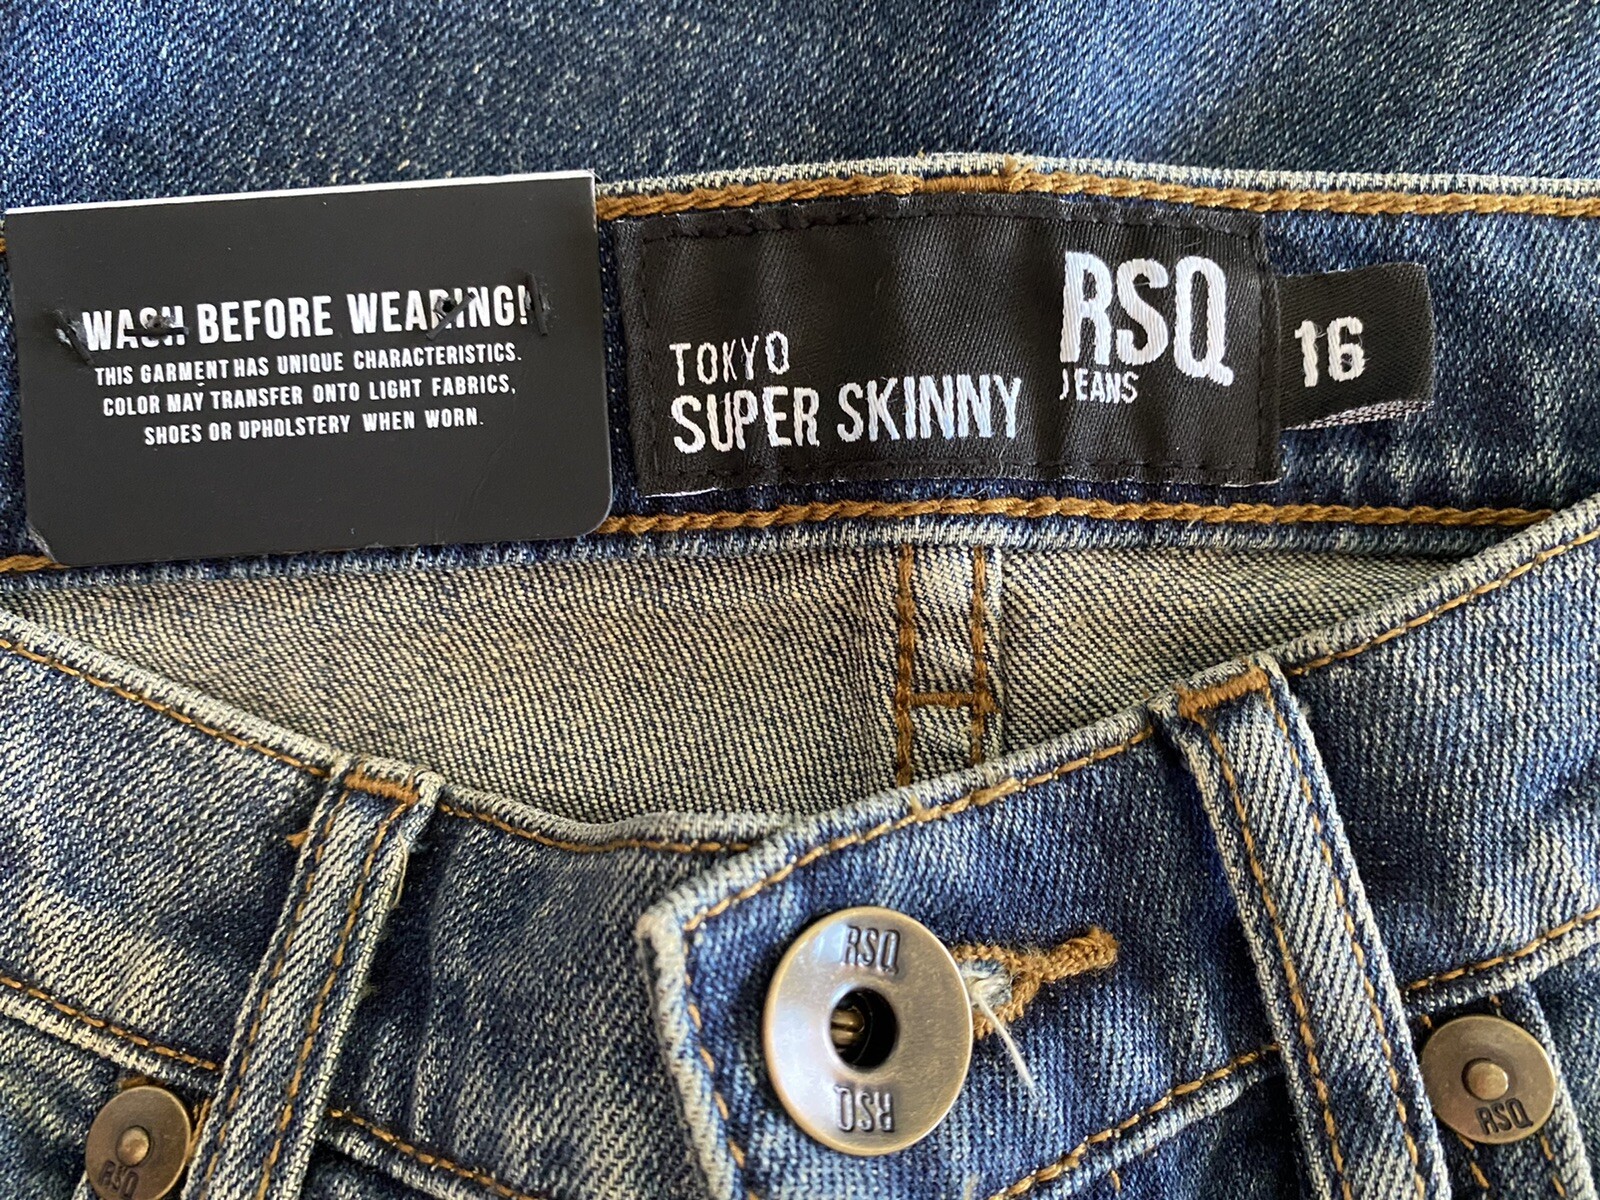 WASH BEFORE WEARING!
THIS GARMENT HAS UNIQUE CHARACTERISTICS.
COLOR MAY TRANSFER ONTO LIGHT FABRICS,
SHOES OR UPHOLSTERY WHEN WORN.
TOKYO
SUPER SKINNY
RSQ
JEANS
16
RSQ
RSQ
RSQ
RSQ